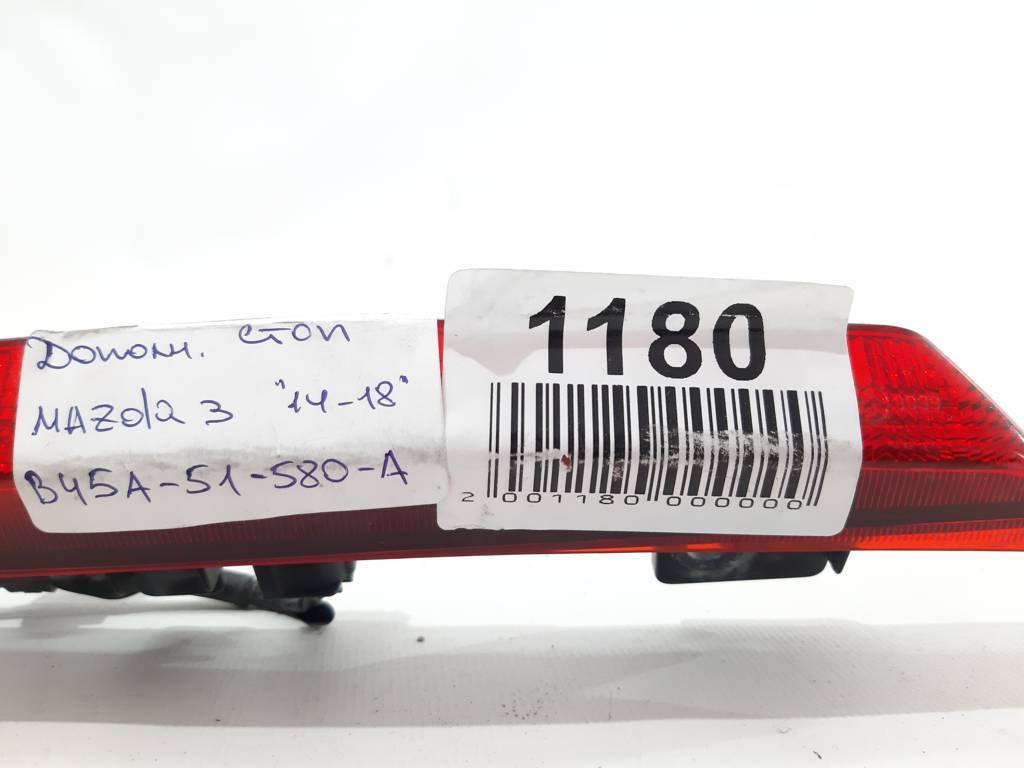 Дополн. стоп
MAZda 3 "14-18"
B45A-51-580-A
1180
2 001180 000000